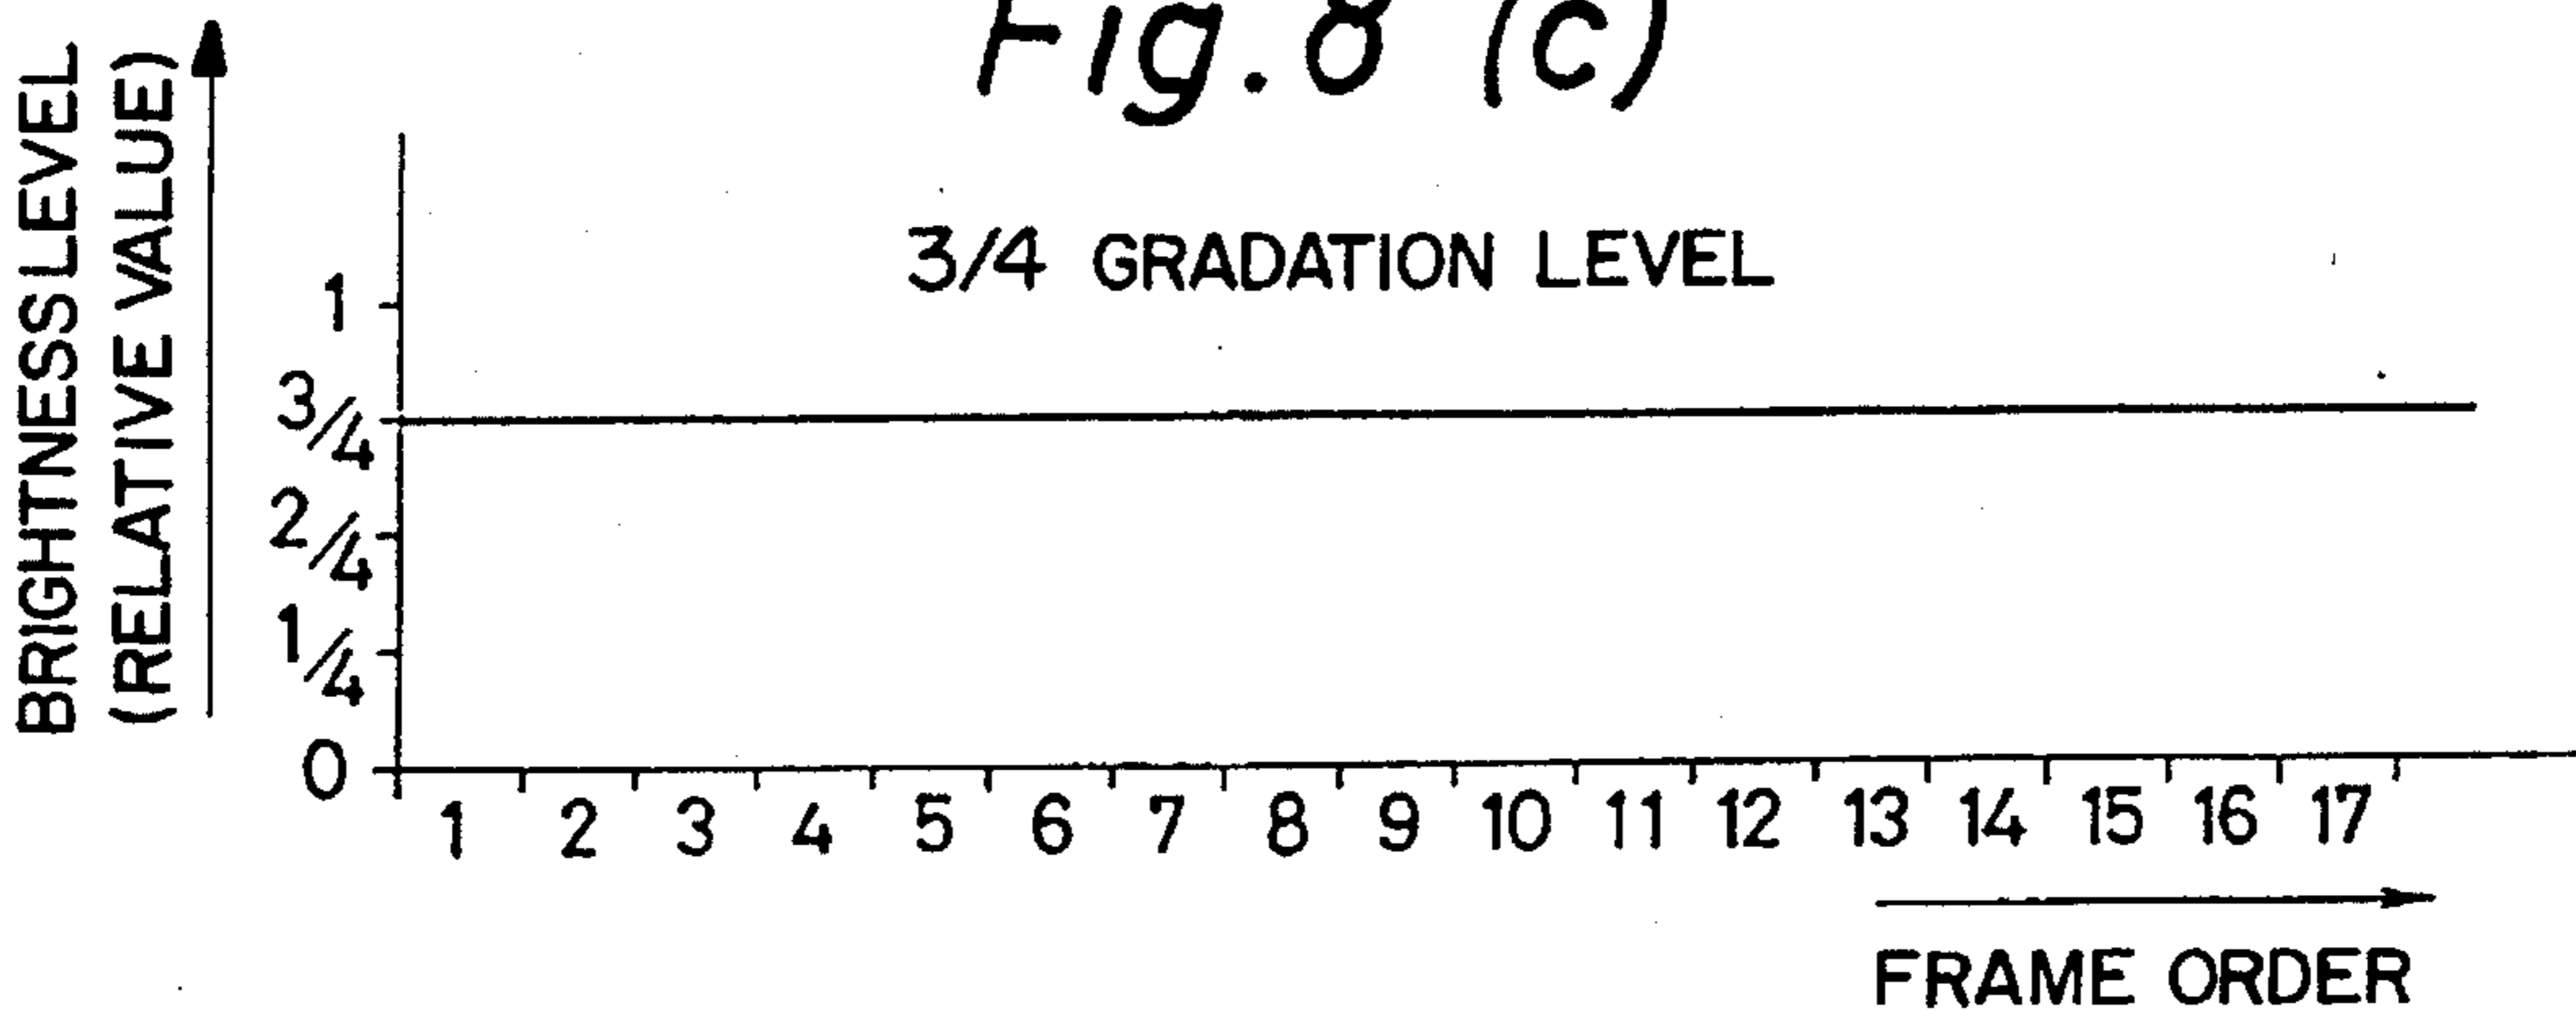 Fig. 8 (c)
BRIGHTNESS LEVEL
(RELATIVE VALUE)
3/4 GRADATION LEVEL
1
3/4
2/4
1/4
0
1 2 3 4 5 6 7 8 9 10 11 12 13 14 15 16 17
FRAME ORDER